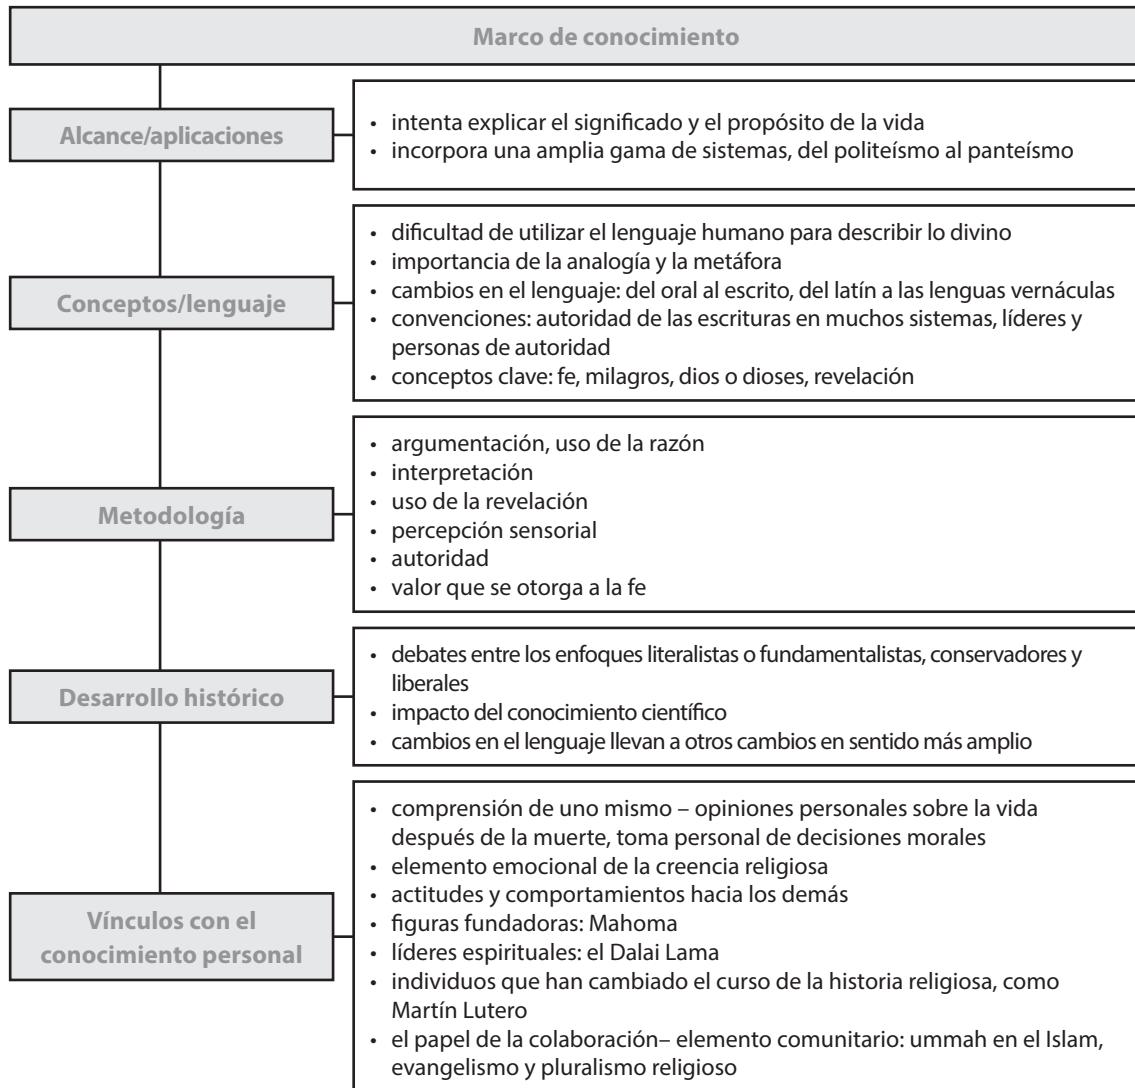 Marco de conocimiento
Alcance/aplicaciones
• intenta explicar el significado y el propósito de la vida
• incorpora una amplia gama de sistemas, del politeísmo al panteísmo
Conceptos/lenguaje
• dificultad de utilizar el lenguaje humano para describir lo divino
• importancia de la analogía y la metáfora
• cambios en el lenguaje: del oral al escrito, del latín a las lenguas vernáculas
• convenciones: autoridad de las escrituras en muchos sistemas, líderes y
personas de autoridad
• conceptos clave: fe, milagros, dios o dioses, revelación
Metodología
• argumentación, uso de la razón
• interpretación
• uso de la revelación
• percepción sensorial
• autoridad
• valor que se otorga a la fe
Desarrollo histórico
• debates entre los enfoques literalistas o fundamentalistas, conservadores y
liberales
• impacto del conocimiento científico
• cambios en el lenguaje llevan a otros cambios en sentido más amplio
Vínculos con el
conocimiento personal
• comprensión de uno mismo – opiniones personales sobre la vida
después de la muerte, toma personal de decisiones morales
• elemento emocional de la creencia religiosa
• actitudes y comportamientos hacia los demás
• figuras fundadoras: Mahoma
• líderes espirituales: el Dalai Lama
• individuos que han cambiado el curso de la historia religiosa, como
Martín Lutero
• el papel de la colaboración– elemento comunitario: ummah en el Islam,
evangelismo y pluralismo religioso